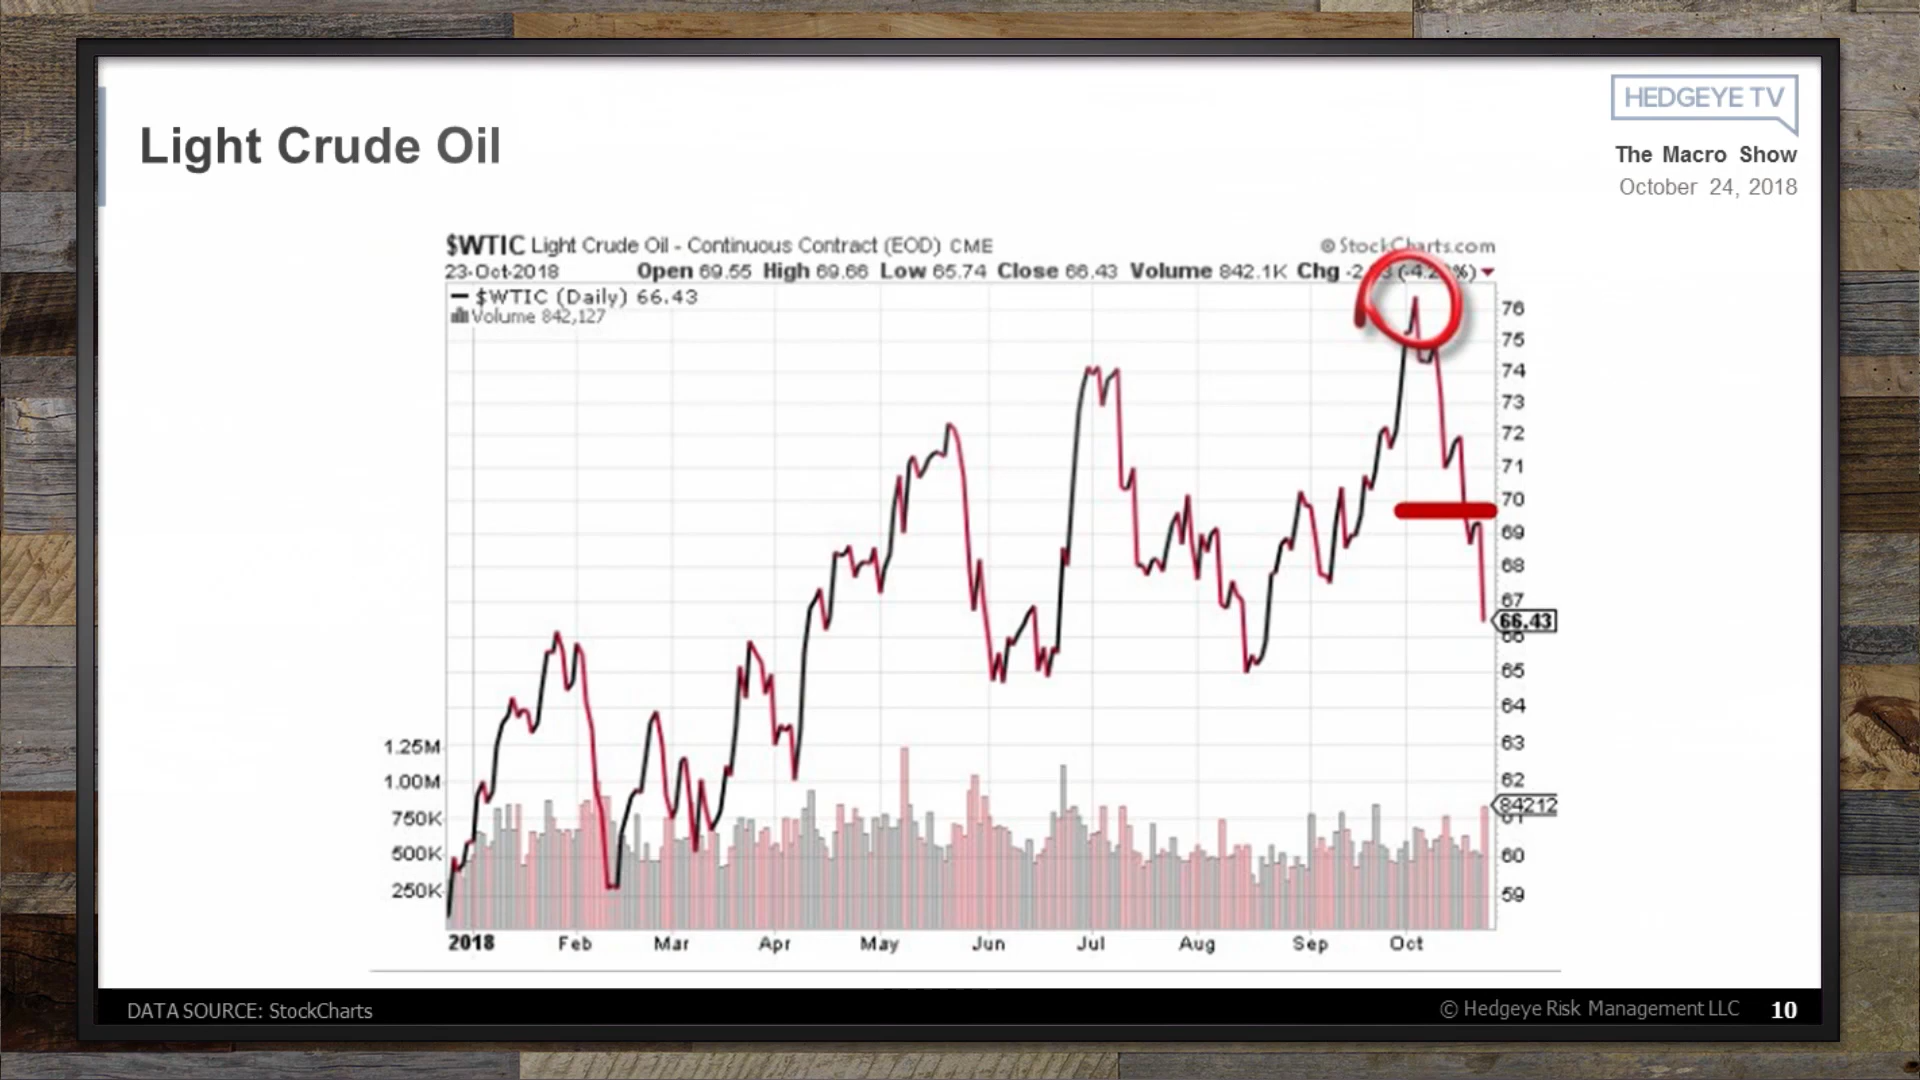 HEDGEYE TV
Light Crude Oil
The Macro Show
October 24, 2018
$WTIC Light Crude Oil - Continuous Contract (EOD) CME
© StockCharts.com
23-Oct-2018 Open 69.55 High 69.66 Low 65.74 Close 66.43 Volume 842.1K Chg
$WTIC (Daily) 66.43
Volume 842,127
76
75
74
73
72
71
70
69
68
67
66.43
66
65
64
63
62
84212
61
60
59
1.25M
1.00M
750K
500K
250K
2018 Feb Mar Apr May Jun Jul Aug Sep Oct
DATA SOURCE: StockCharts
© Hedgeye Risk Management LLC 10